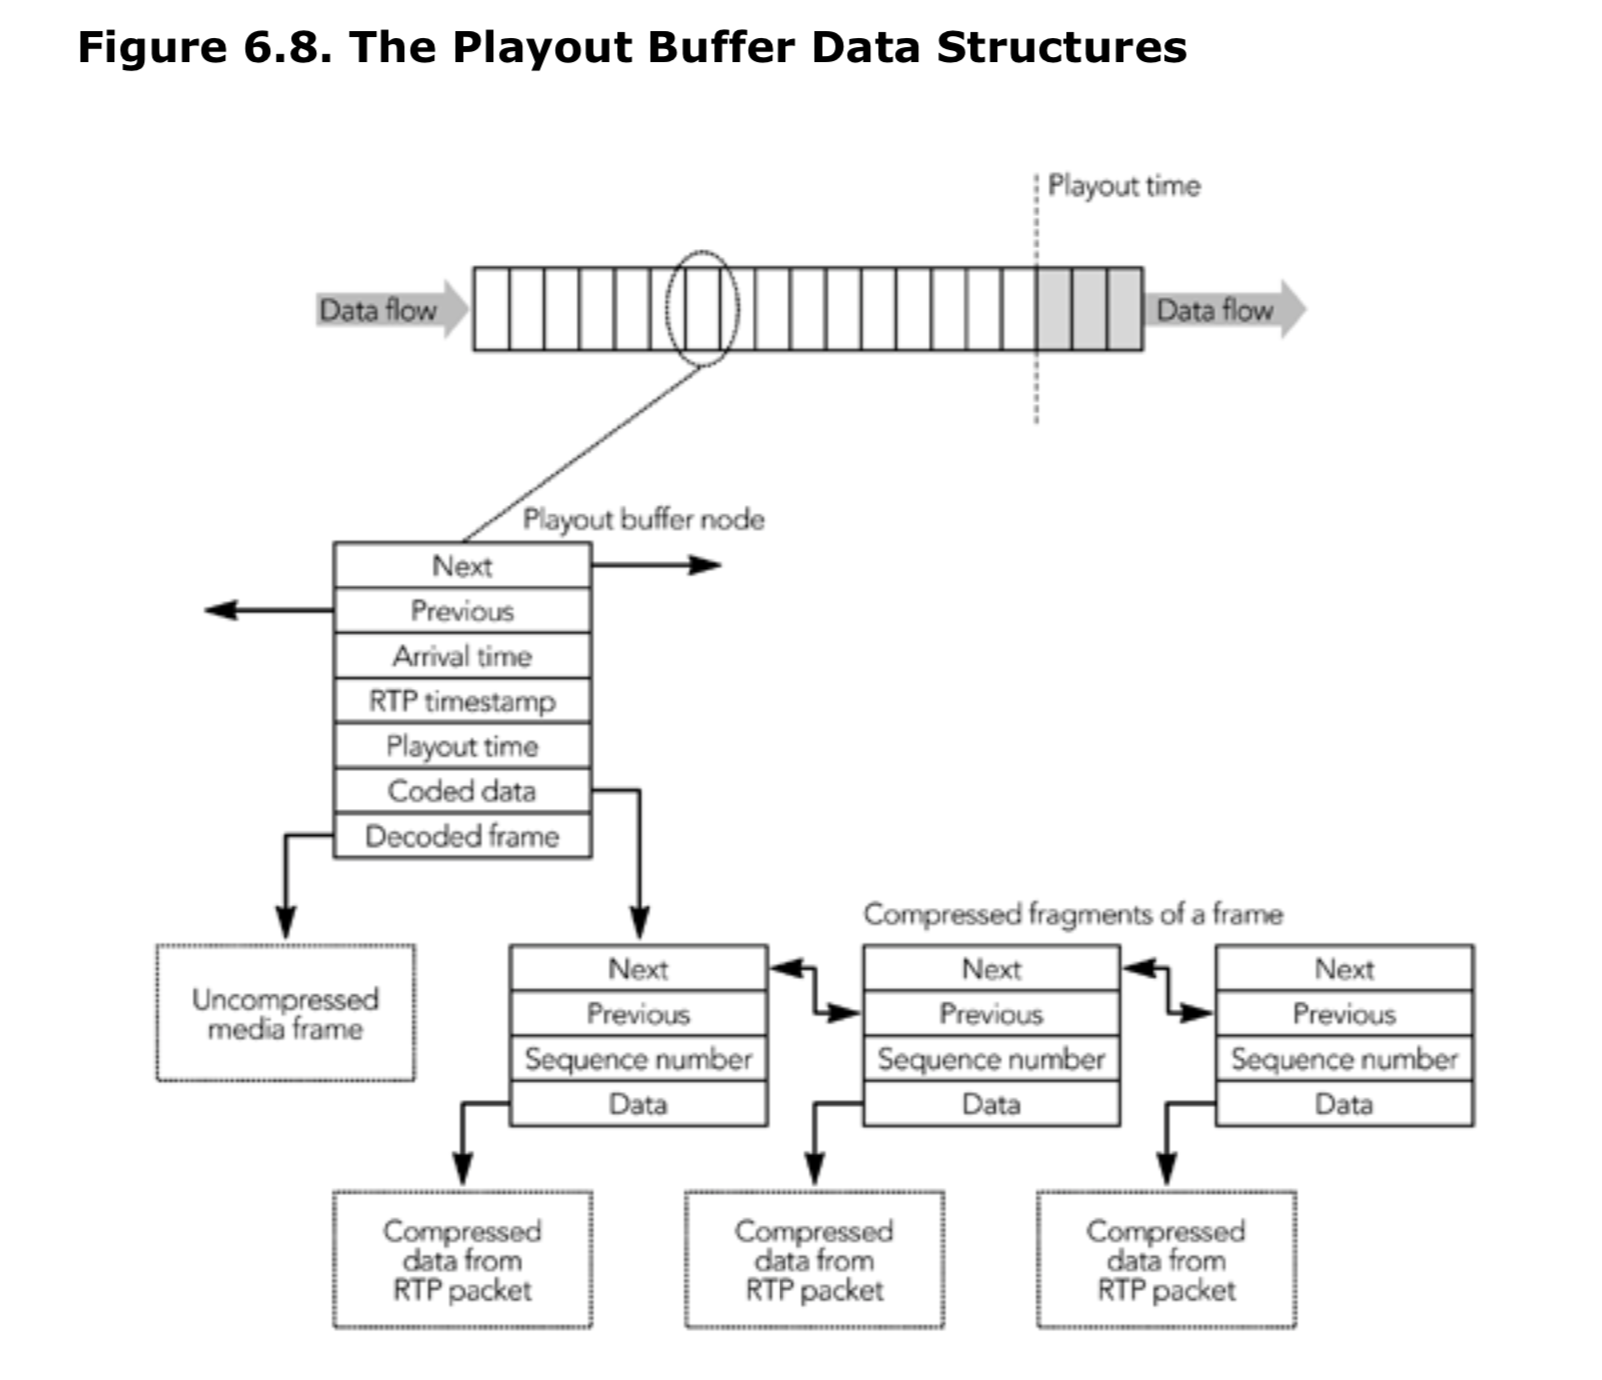 Figure 6.8. The Playout Buffer Data Structures
Playout time
Data flow
Data flow
Playout buffer node
Next
Previous
Arrival time
RTP timestamp
Playout time
Coded data
Decoded frame
Compressed fragments of a frame
Uncompressed
media frame
Next
Previous
Sequence number
Data
Next
Previous
Sequence number
Data
Next
Previous
Sequence number
Data
Compressed
data from
RTP packet
Compressed
data from
RTP packet
Compressed
data from
RTP packet